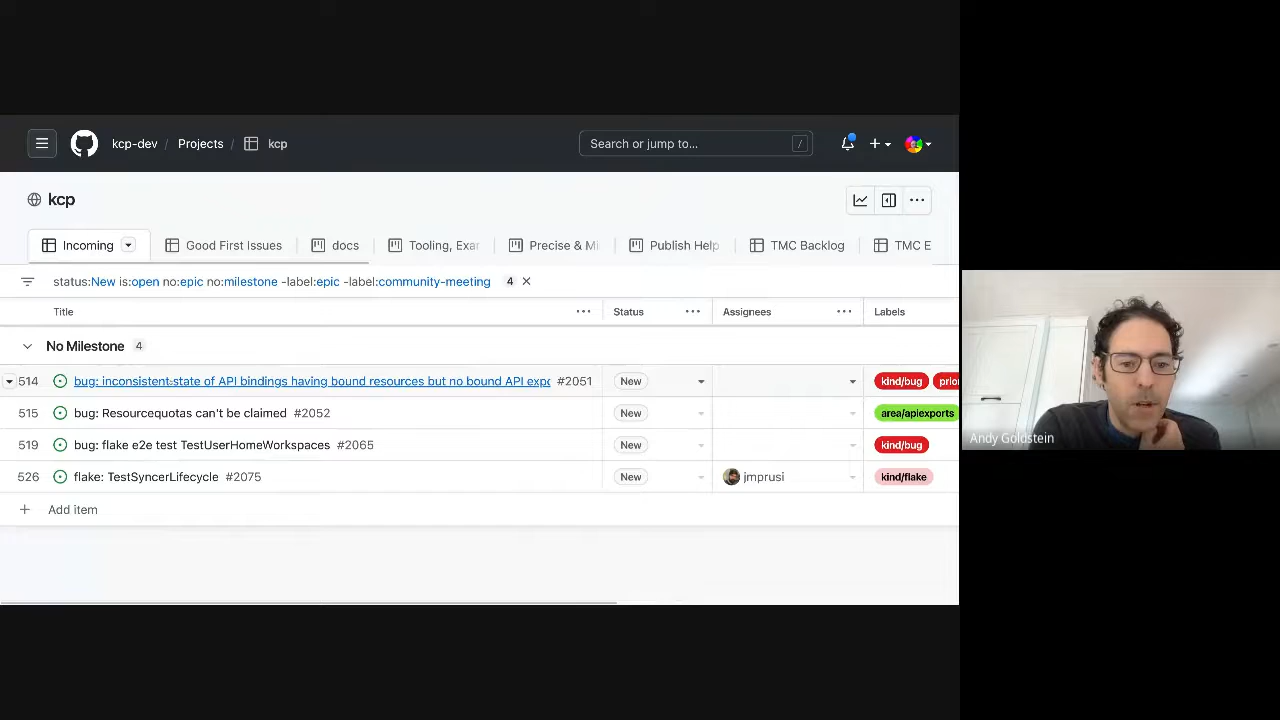 kcp-dev / Projects / kcp Search or jump to... /
kcp
Incoming Good First Issues docs Tooling, Exar Precise & Mi Publish Help TMC Backlog TMC E
status:New is:open no:epic no:milestone -label:epic -label:community-meeting 4
Title Status Assignees Labels
No Milestone 4
514 bug: inconsistent state of API bindings having bound resources but no bound API expo #2051 New kind/bug prior
515 bug: Resourcequotas can't be claimed #2052 New area/apiexports
519 bug: flake e2e test TestUserHomeWorkspaces #2065 New kind/bug
526 flake: TestSyncerLifecycle #2075 New jmprusi kind/flake
+ Add item
Andy Goldstein